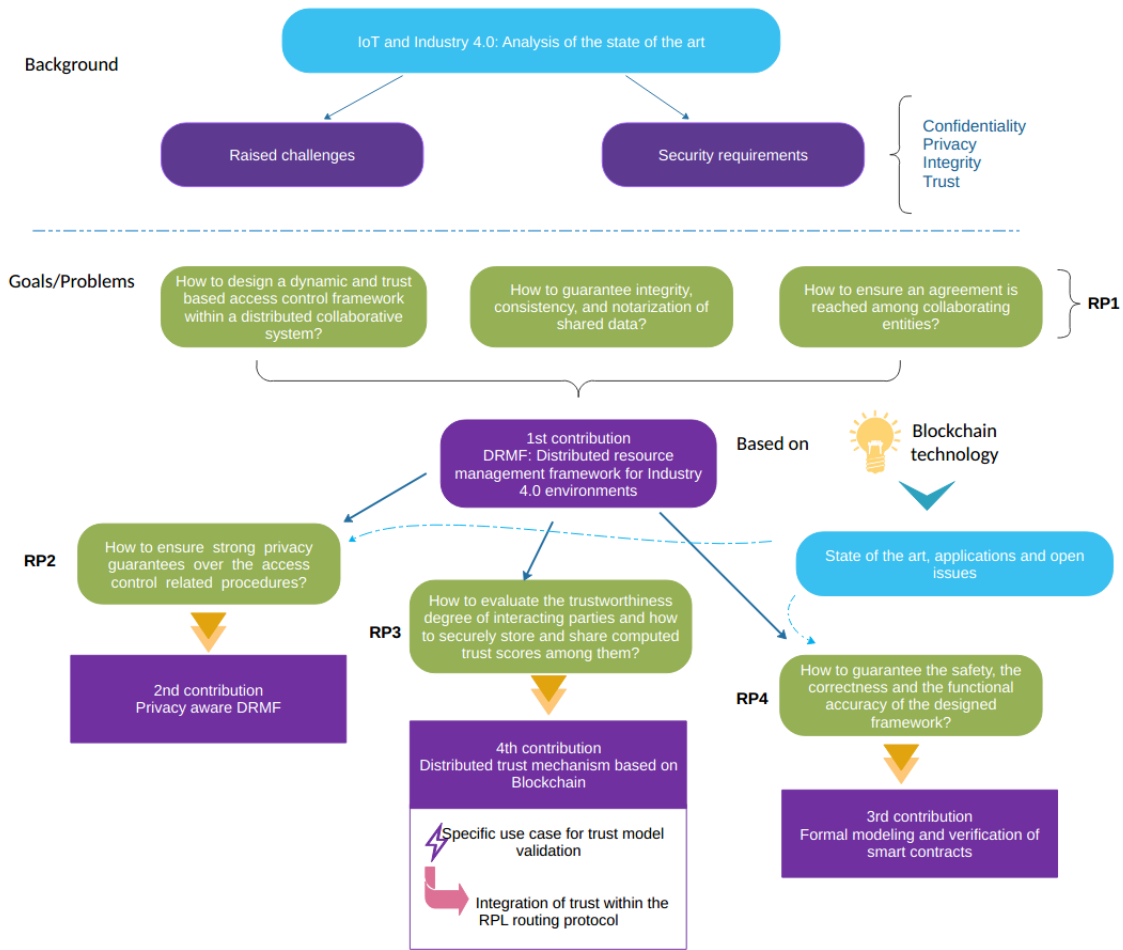 IoT and Industry 4.0: Analysis of the state of the art
Background
Raised challenges
Security requirements
Confidentiality
Privacy
Integrity
Trust
Goals/Problems
How to design a dynamic and trust
based access control framework
within a distributed collaborative
system?
How to guarantee integrity,
consistency, and notarization of
shared data?
How to ensure an agreement is
reached among collaborating
entities?
RP1
1st contribution
DRMF: Distributed resource
management framework for Industry
4.0 environments
Based on
Blockchain
technology
RP2
How to ensure strong privacy
guarantees over the access
control related procedures?
State of the art, applications and open
issues
RP3
How to evaluate the trustworthiness
degree of interacting parties and how
to securely store and share computed
trust scores among them?
RP4
How to guarantee the safety, the
correctness and the functional
accuracy of the designed
framework?
2nd contribution
Privacy aware DRMF
4th contribution
Distributed trust mechanism based on
Blockchain
Specific use case for trust model
validation
Integration of trust within the
RPL routing protocol
3rd contribution
Formal modeling and verification of
smart contracts